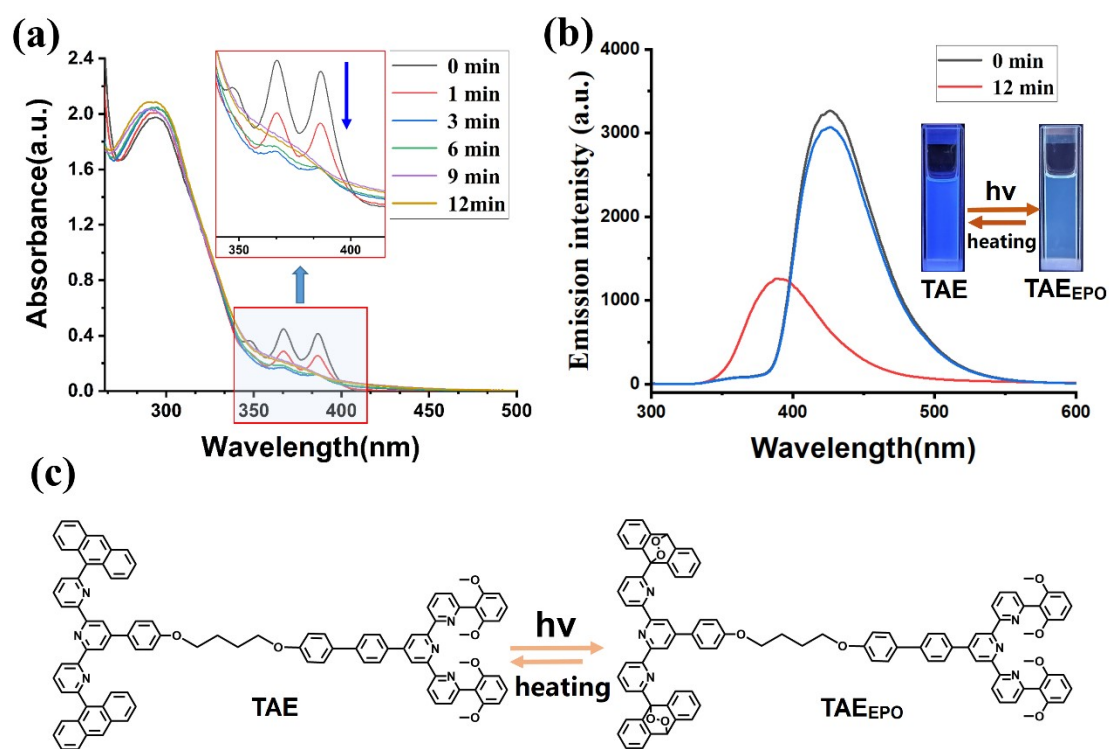 (a)
2.4
2.0
1.6
1.2
0.8
0.4
0.0
Absorbance(a.u.)
300
350
400
450
500
Wavelength(nm)
350
400
0 min
1 min
3 min
6 min
9 min
12min
(b)
4000
3000
2000
1000
0
Emission intenisty (a.u.)
300
400
500
600
Wavelength(nm)
0 min
12 min
hν
heating
TAE
TAEEPO
(c)
N
N
N
O
O
N
N
N
O
O
O
O
TAE
hν
heating
O
O
N
N
N
O
O
O
O
N
N
N
O
O
O
O
TAEEPO